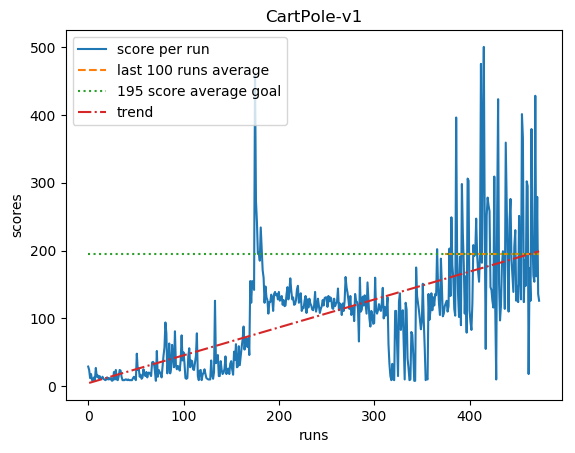 CartPole-v1
500
400
300
200
100
0
scores
score per run
last 100 runs average
195 score average goal
trend
0
100
200
300
400
runs